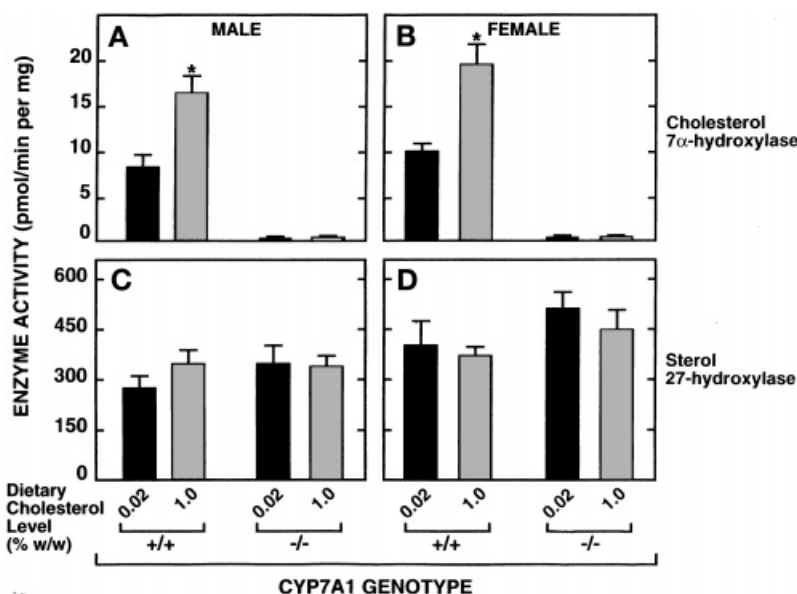 A MALE
B FEMALE
*
*
20
15
10
5
0
Cholesterol
7α-hydroxylase
ENZYME ACTIVITY (pmol/min per mg)
C
D
600
450
300
150
0
Sterol
27-hydroxylase
Dietary
Cholesterol
Level
(% w/w)
0.02 1.0 0.02 1.0 0.02 1.0 0.02 1.0
+/+ -/- +/+ -/-
CYP7A1 GENOTYPE